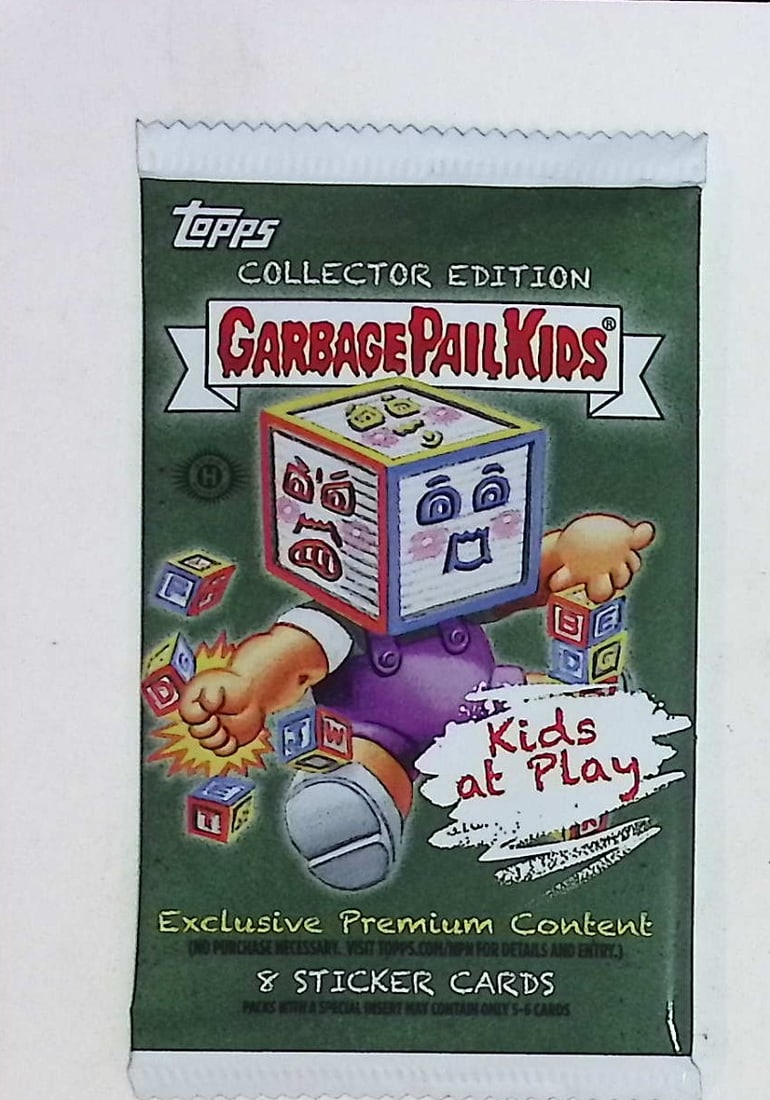 topps
COLLECTOR EDITION
GARBAGE PAIL KIDS®
H
B E
D G
D
W
E
T
Kids
at Play
Exclusive Premium Content
(NO PURCHASE NECESSARY. VISIT TOPPS.COM/NPN FOR DETAILS AND ENTRY.)
8 STICKER CARDS
PACKS WITH A SPECIAL INSERT MAY CONTAIN ONLY 5-6 CARDS